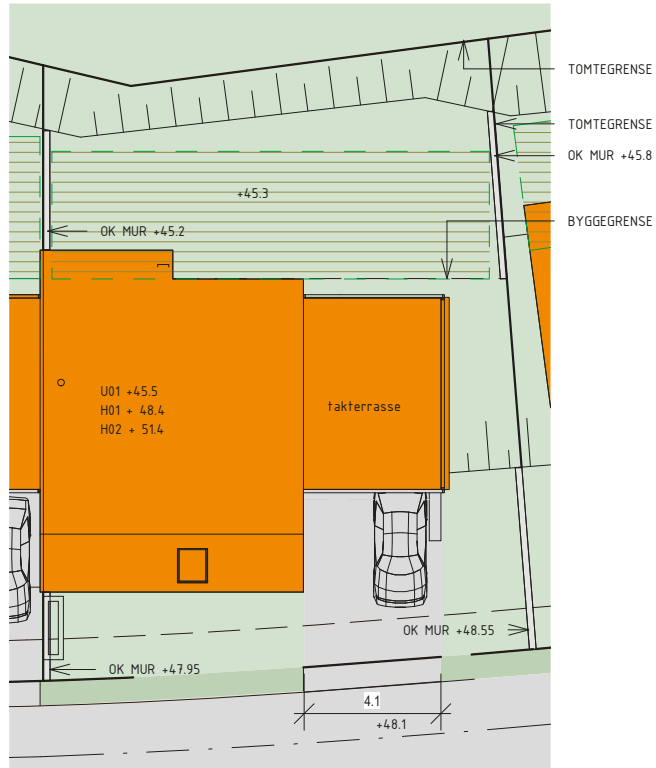 TOMTEGRENSE
TOMTEGRENSE
OK MUR +45.8
+45.3
BYGGEGRENSE
OK MUR +45.2
U01 +45.5
H01 + 48.4
H02 + 51.4
takterrasse
OK MUR +48.55
OK MUR +47.95
4.1
+48.1